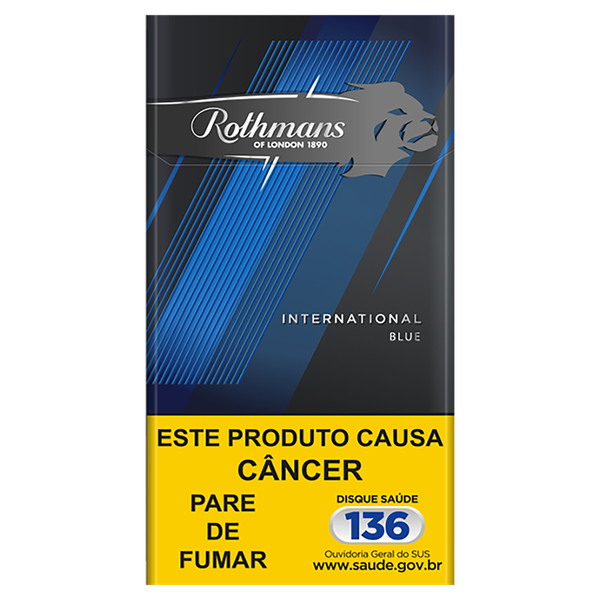 Rothmans
OF LONDON 1890
INTERNATIONAL
BLUE
ESTE PRODUTO CAUSA
CÂNCER
PARE
DE
FUMAR
DISQUE SAÚDE
136
Ouvidoria Geral do SUS
www.saude.gov.br